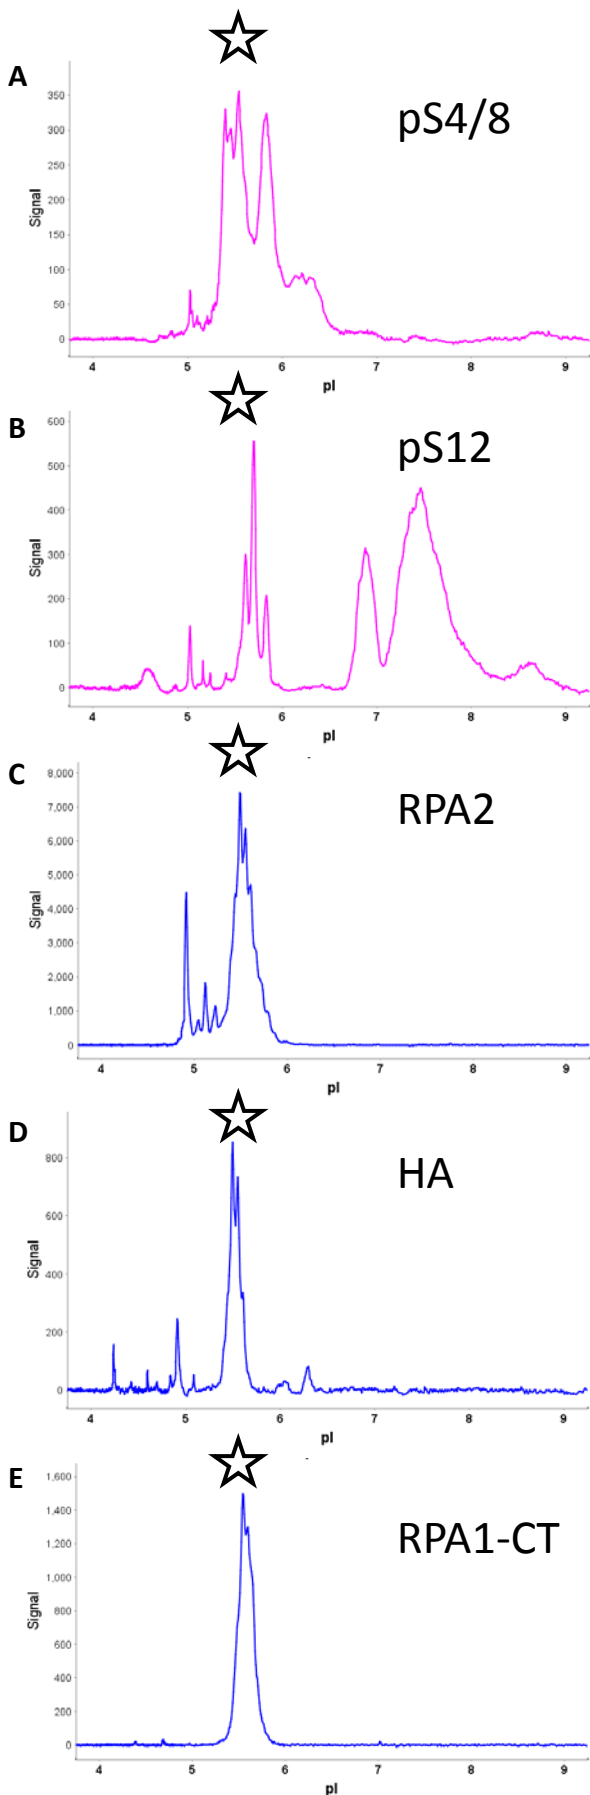 A
pS4/8
Signal
350
300
250
200
150
100
50
0
4 5 6 7 8 9
pI
B
pS12
Signal
600
500
400
300
200
100
0
4 5 6 7 8 9
pI
C
RPA2
Signal
8,000
7,000
6,000
5,000
4,000
3,000
2,000
1,000
0
4 5 6 7 8 9
pI
D
HA
Signal
800
600
400
200
0
4 5 6 7 8 9
pI
E
RPA1-CT
Signal
1,600
1,400
1,200
1,000
800
600
400
200
0
4 5 6 7 8 9
pI